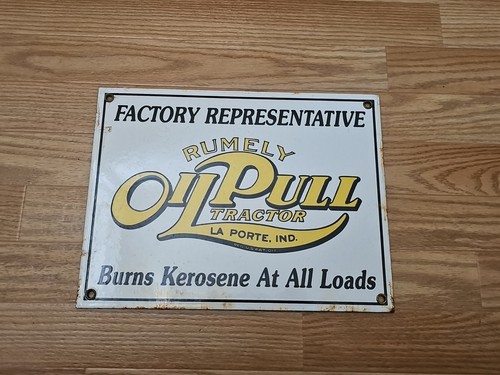 FACTORY REPRESENTATIVE
RUMELY
OILPULL
TRACTOR
LA PORTE, IND.
Burns Kerosene At All Loads